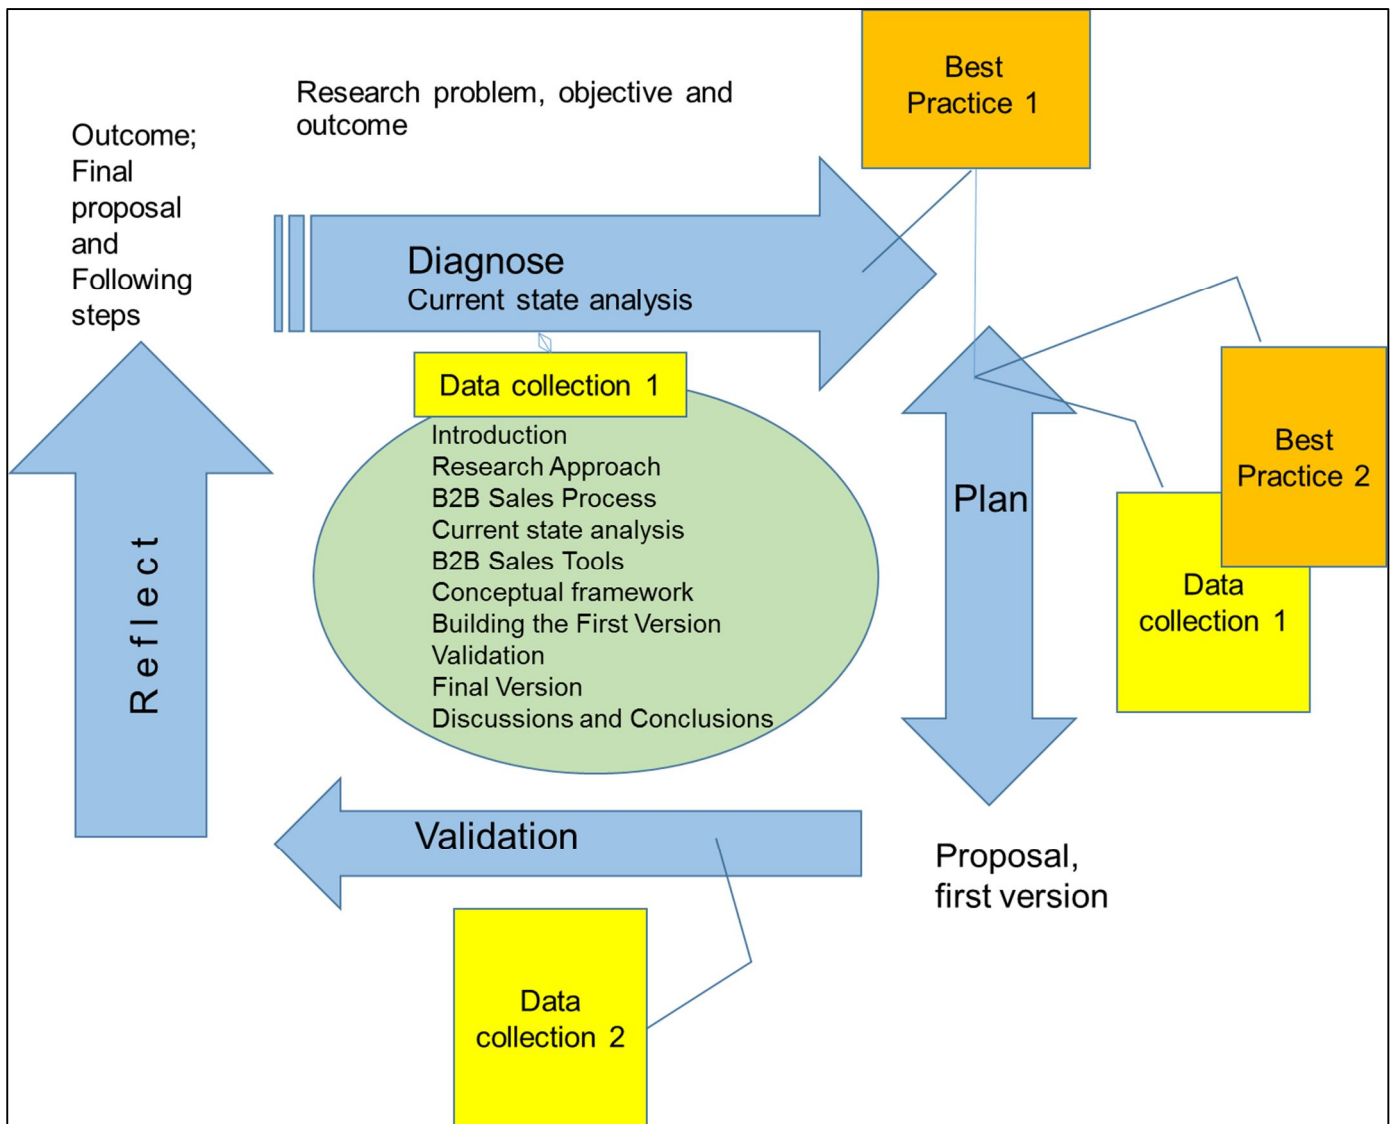 Research problem, objective and
outcome
Outcome;
Final
proposal
and
Following
steps
Best
Practice 1
Diagnose
Current state analysis
Data collection 1
Introduction
Research Approach
B2B Sales Process
Current state analysis
B2B Sales Tools
Conceptual framework
Building the First Version
Validation
Final Version
Discussions and Conclusions
Plan
Best
Practice 2
Data
collection 1
Reflect
Validation
Proposal,
first version
Data
collection 2